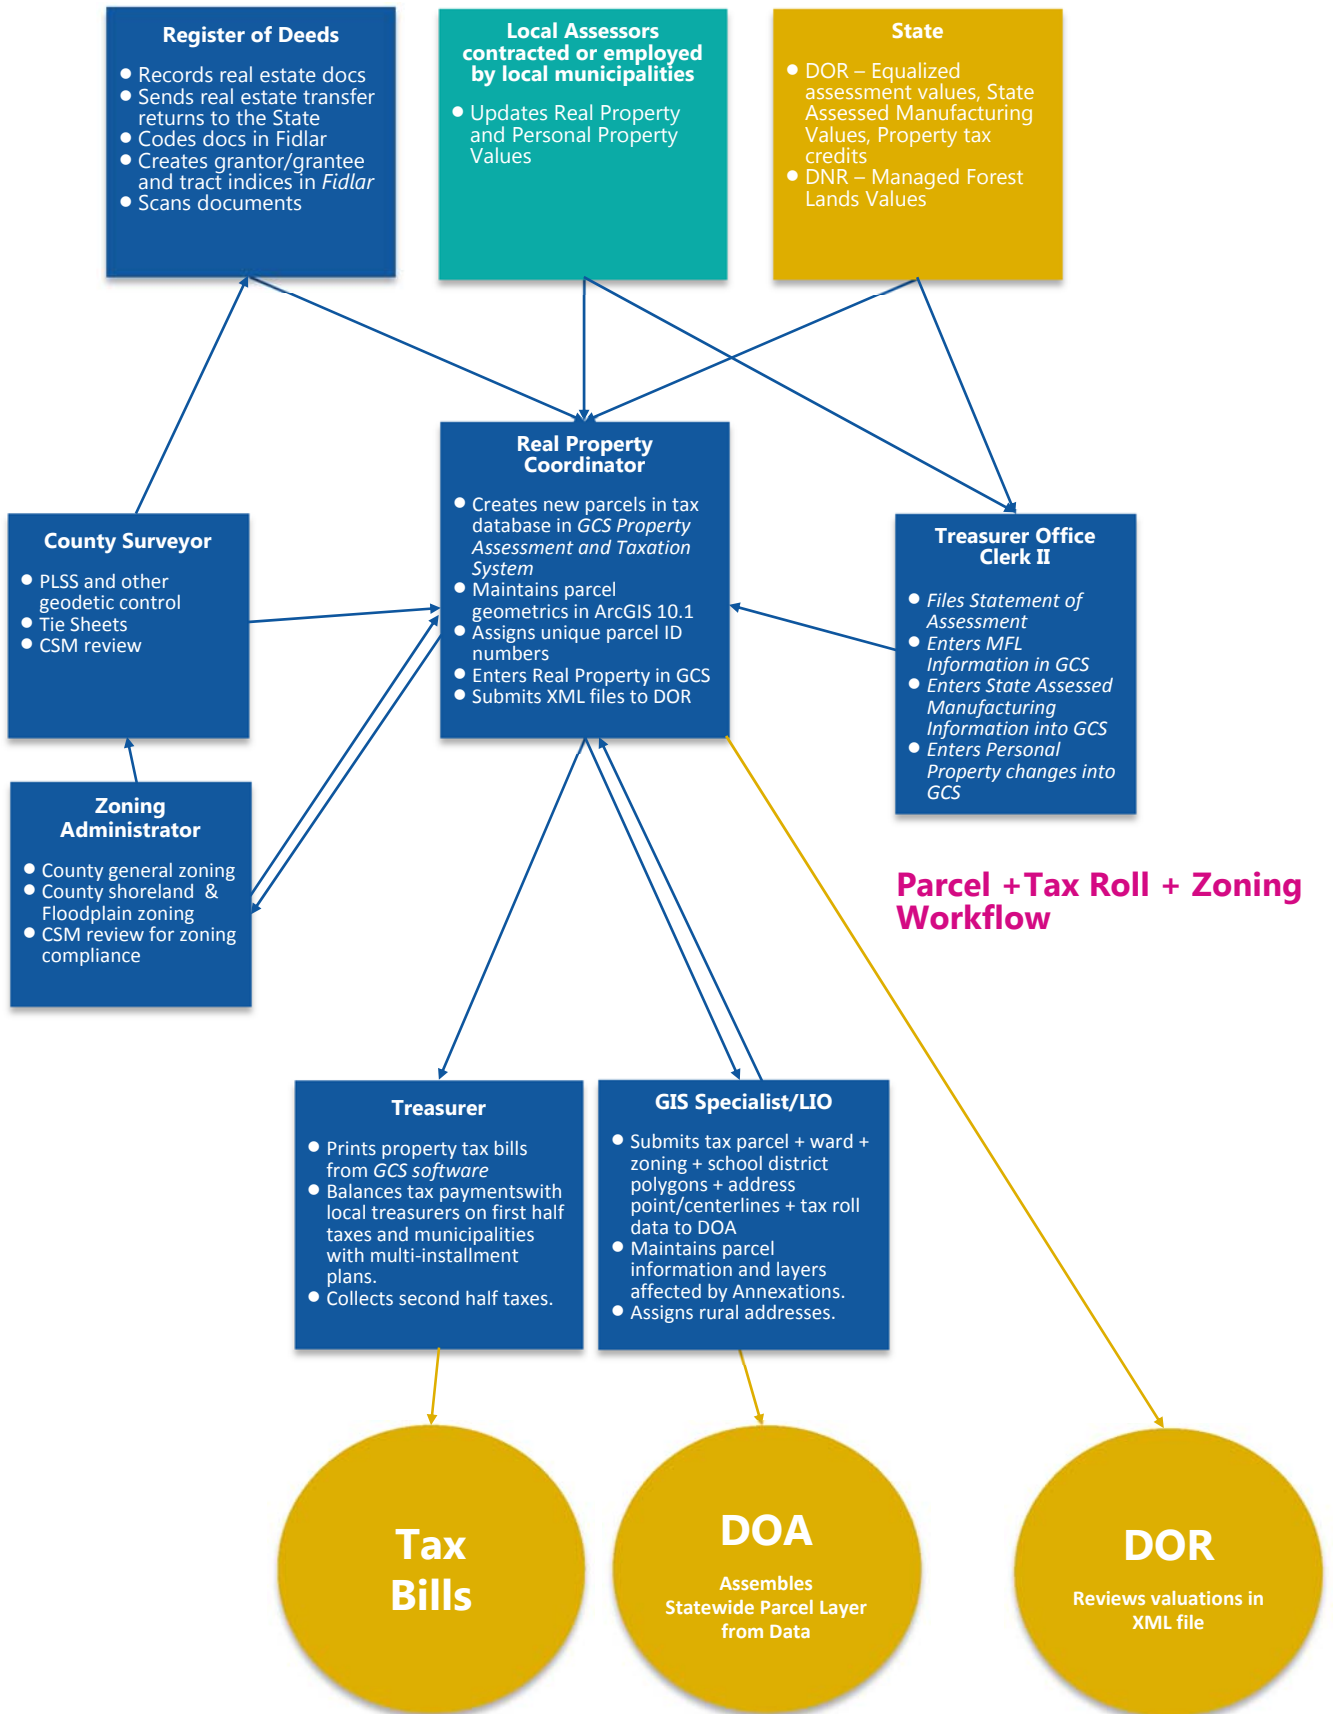 Register of Deeds
● Records real estate docs
● Sends real estate transfer
returns to the State
● Codes docs in Fidlar
● Creates grantor/grantee
and tract indices in Fidlar
● Scans documents
Local Assessors
contracted or employed
by local municipalities
● Updates Real Property
and Personal Property
Values
State
● DOR – Equalized
assessment values, State
Assessed Manufacturing
Values, Property tax
credits
● DNR – Managed Forest
Lands Values
Real Property
Coordinator
● Creates new parcels in tax
database in GCS Property
Assessment and Taxation
System
● Maintains parcel
geometrics in ArcGIS 10.1
● Assigns unique parcel ID
numbers
● Enters Real Property in GCS
● Submits XML files to DOR
County Surveyor
● PLSS and other
geodetic control
● Tie Sheets
● CSM review
Treasurer Office
Clerk II
● Files Statement of
Assessment
● Enters MFL
Information in GCS
● Enters State Assessed
Manufacturing
Information into GCS
● Enters Personal
Property changes into
GCS
Zoning
Administrator
● County general zoning
● County shoreland &
Floodplain zoning
● CSM review for zoning
compliance
Parcel +Tax Roll + Zoning
Workflow
Treasurer
● Prints property tax bills
from GCS software
● Balances tax paymentswith
local treasurers on first half
taxes and municipalities
with multi-installment
plans.
● Collects second half taxes.
GIS Specialist/LIO
● Submits tax parcel + ward +
zoning + school district
polygons + address
point/centerlines + tax roll
data to DOA
● Maintains parcel
information and layers
affected by Annexations.
● Assigns rural addresses.
Tax
Bills
DOA
Assembles
Statewide Parcel Layer
from Data
DOR
Reviews valuations in
XML file